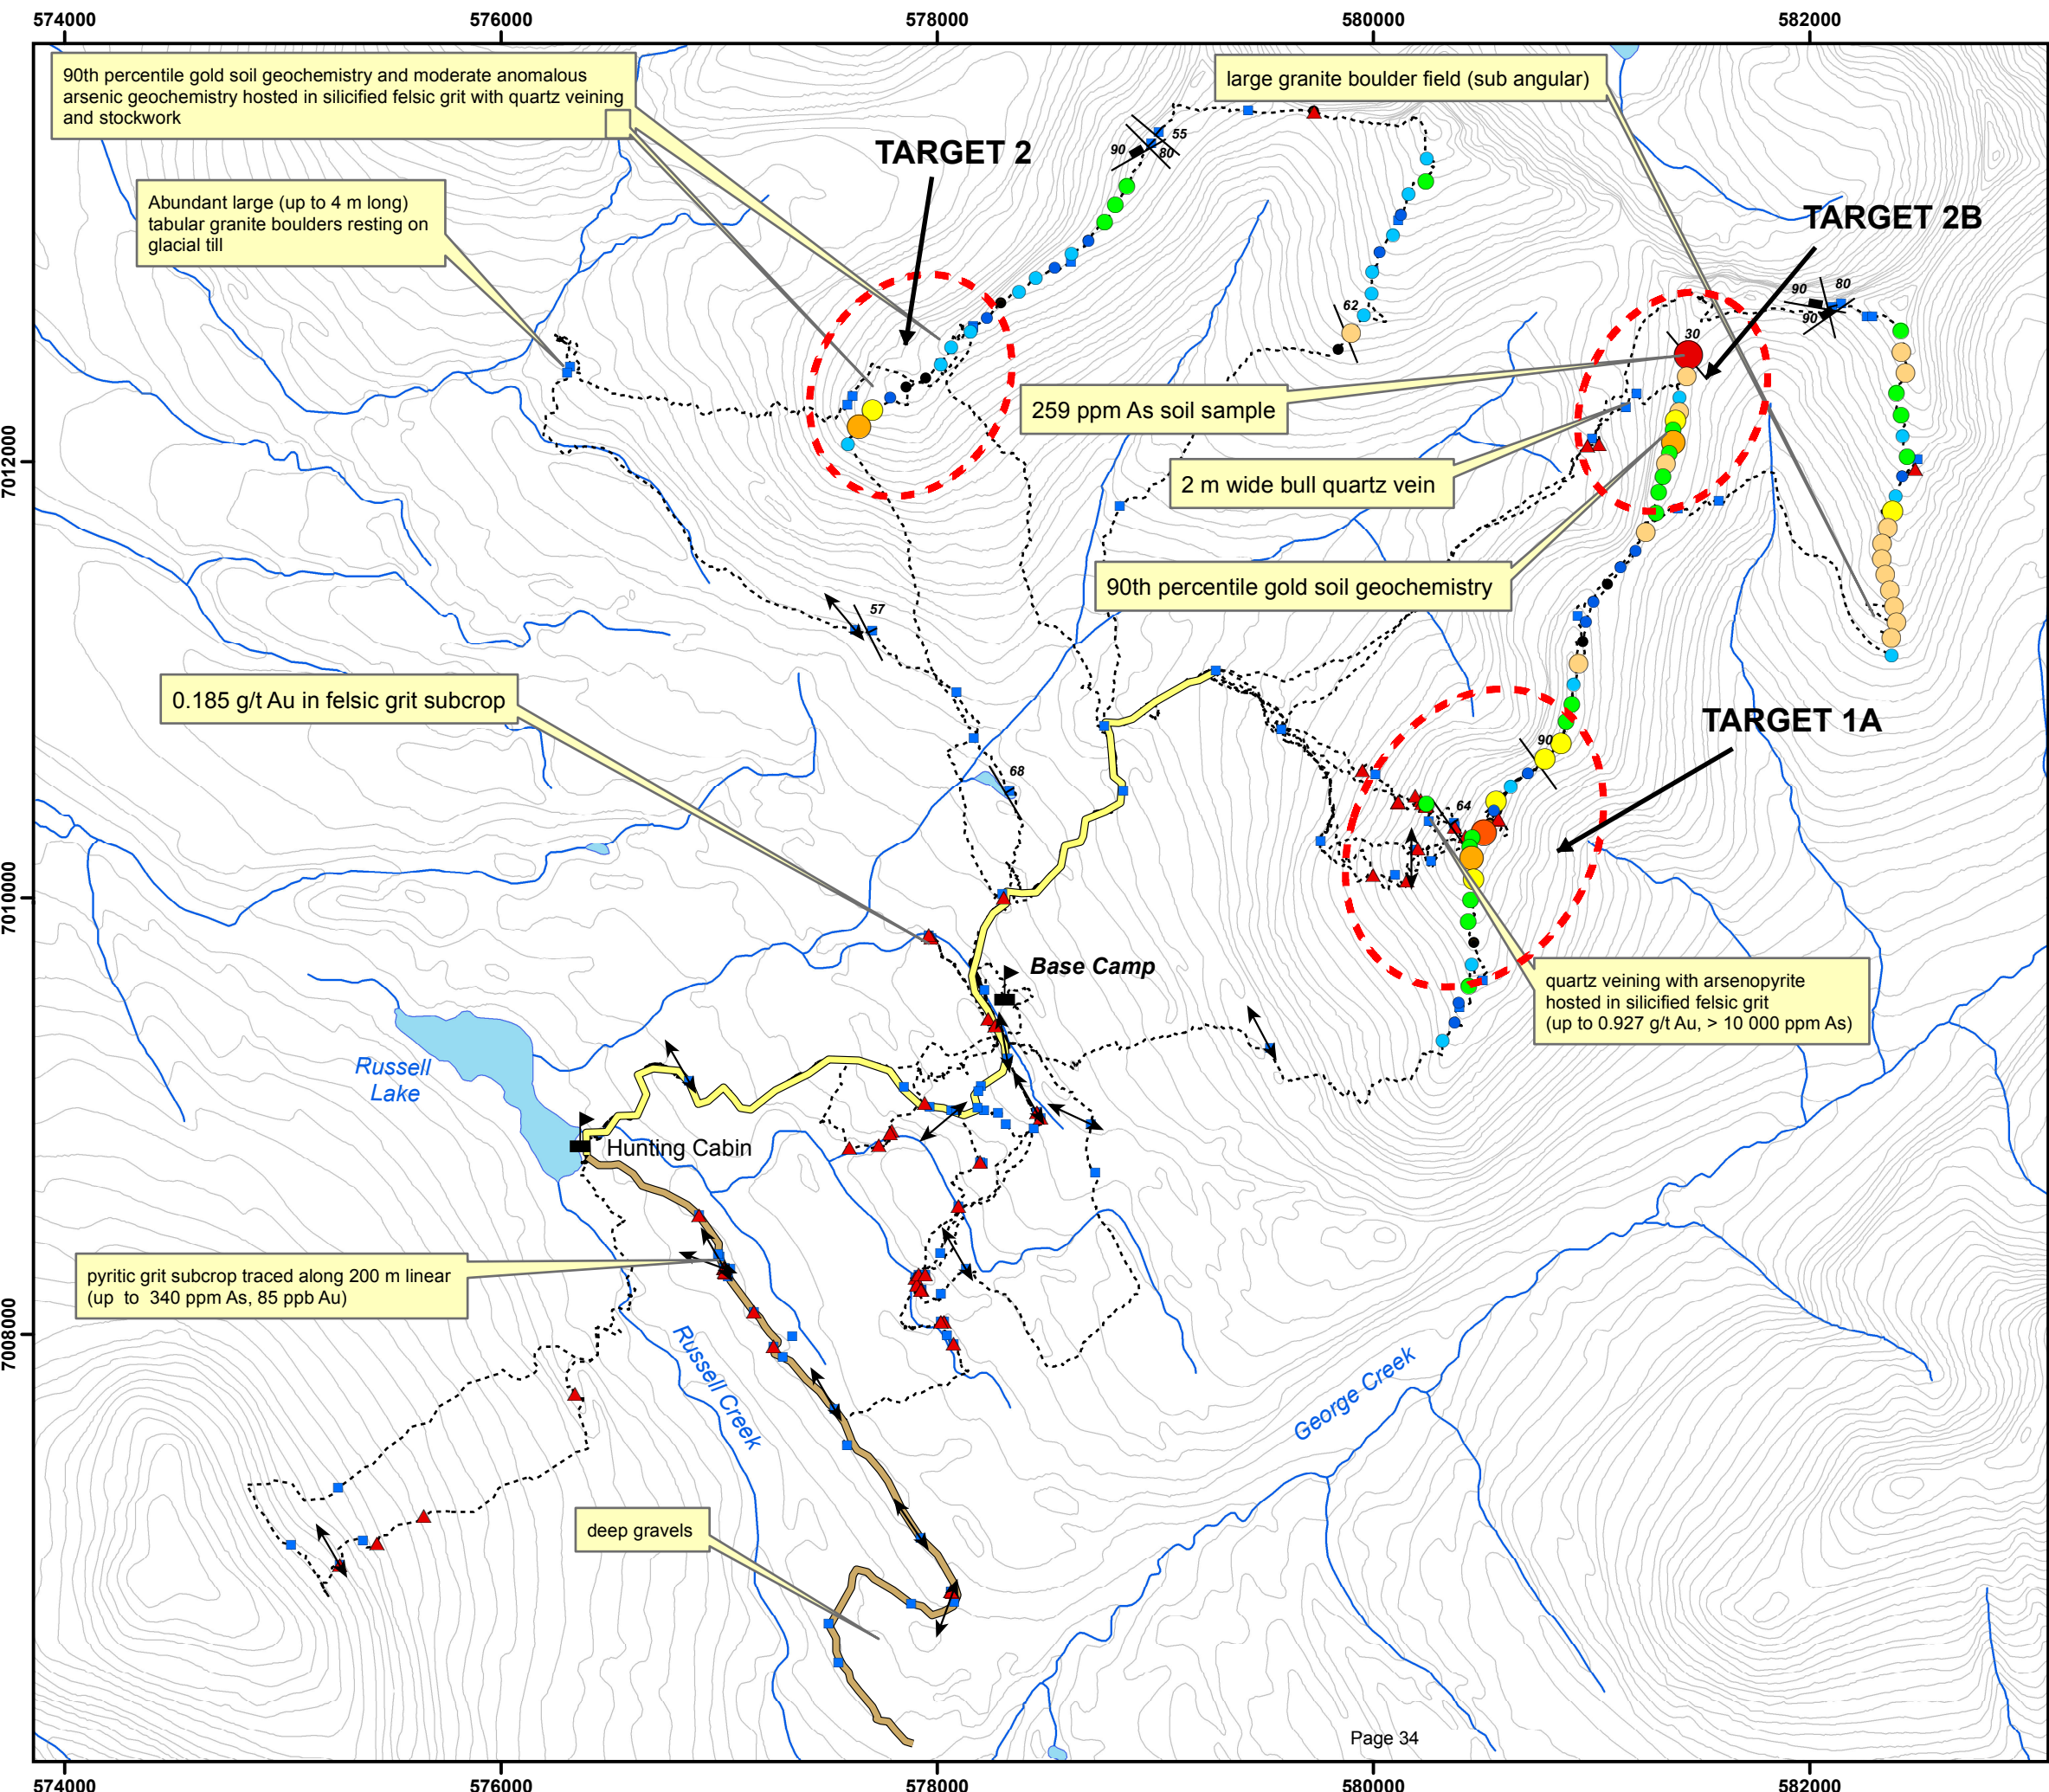 574000
576000
578000
580000
582000
90th percentile gold soil geochemistry and moderate anomalous
arsenic geochemistry hosted in silicified felsic grit with quartz veining
and stockwork
large granite boulder field (sub angular)
TARGET 2
55
90
80
Abundant large (up to 4 m long)
tabular granite boulders resting on
glacial till
TARGET 2B
90
80
90
62
30
259 ppm As soil sample
7012000
2 m wide bull quartz vein
90th percentile gold soil geochemistry
57
0.185 g/t Au in felsic grit subcrop
TARGET 1A
90
68
64
7010000
Base Camp
quartz veining with arsenopyrite
hosted in silicified felsic grit
(up to 0.927 g/t Au, > 10 000 ppm As)
Russell
Lake
Hunting Cabin
pyritic grit subcrop traced along 200 m linear
(up to 340 ppm As, 85 ppb Au)
7008000
Russell Creek
George Creek
deep gravels
Page 34
574000
576000
578000
580000
582000